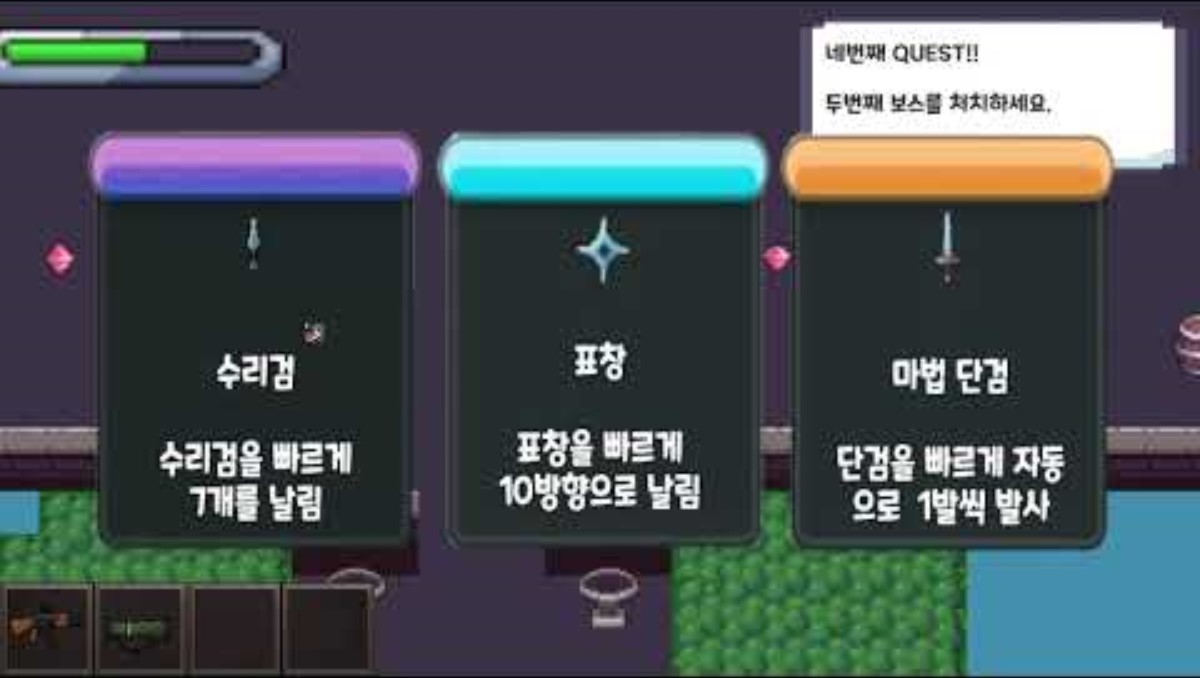 네번째 QUEST!!
두번째 보스를 처치하세요.
수리검
수리검을 빠르게
7개를 날림
표창
표창을 빠르게
10방향으로 날림
마법 단검
단검을 빠르게 자동
으로 1발씩 발사